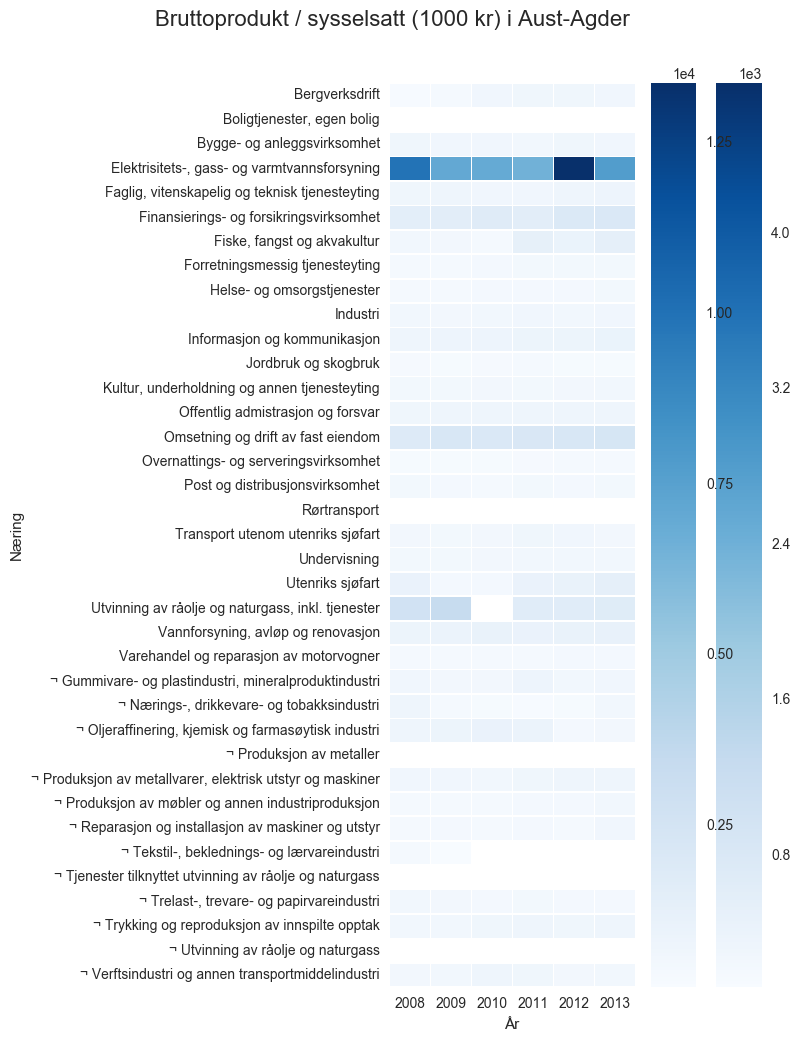 Bruttoprodukt / sysselsatt (1000 kr) i Aust-Agder
1e4
1e3
Bergverksdrift
Boligtjenester, egen bolig
Bygge- og anleggsvirksomhet
Elektrisitets-, gass- og varmtvannsforsyning
Faglig, vitenskapelig og teknisk tjenesteyting
Finansierings- og forsikringsvirksomhet
Fiske, fangst og akvakultur
Forretningsmessig tjenesteyting
Helse- og omsorgstjenester
Industri
Informasjon og kommunikasjon
Jordbruk og skogbruk
Kultur, underholdning og annen tjenesteyting
Offentlig admistrasjon og forsvar
Omsetning og drift av fast eiendom
Overnattings- og serveringsvirksomhet
Post og distribusjonsvirksomhet
Rørtransport
Transport utenom utenriks sjøfart
Undervisning
Utenriks sjøfart
Utvinning av råolje og naturgass, inkl. tjenester
Vannforsyning, avløp og renovasjon
Varehandel og reparasjon av motorvogner
¬ Gummivare- og plastindustri, mineralproduktindustri
¬ Nærings-, drikkevare- og tobakksindustri
¬ Oljeraffinering, kjemisk og farmasøytisk industri
¬ Produksjon av metaller
¬ Produksjon av metallvarer, elektrisk utstyr og maskiner
¬ Produksjon av møbler og annen industriproduksjon
¬ Reparasjon og installasjon av maskiner og utstyr
¬ Tekstil-, beklednings- og lærvareindustri
¬ Tjenester tilknyttet utvinning av råolje og naturgass
¬ Trelast-, trevare- og papirvareindustri
¬ Trykking og reproduksjon av innspilte opptak
¬ Utvinning av råolje og naturgass
¬ Verftsindustri og annen transportmiddelindustri
Næring
2008 2009 2010 2011 2012 2013
År
1.25
1.00
0.75
0.50
0.25
4.0
3.2
2.4
1.6
0.8